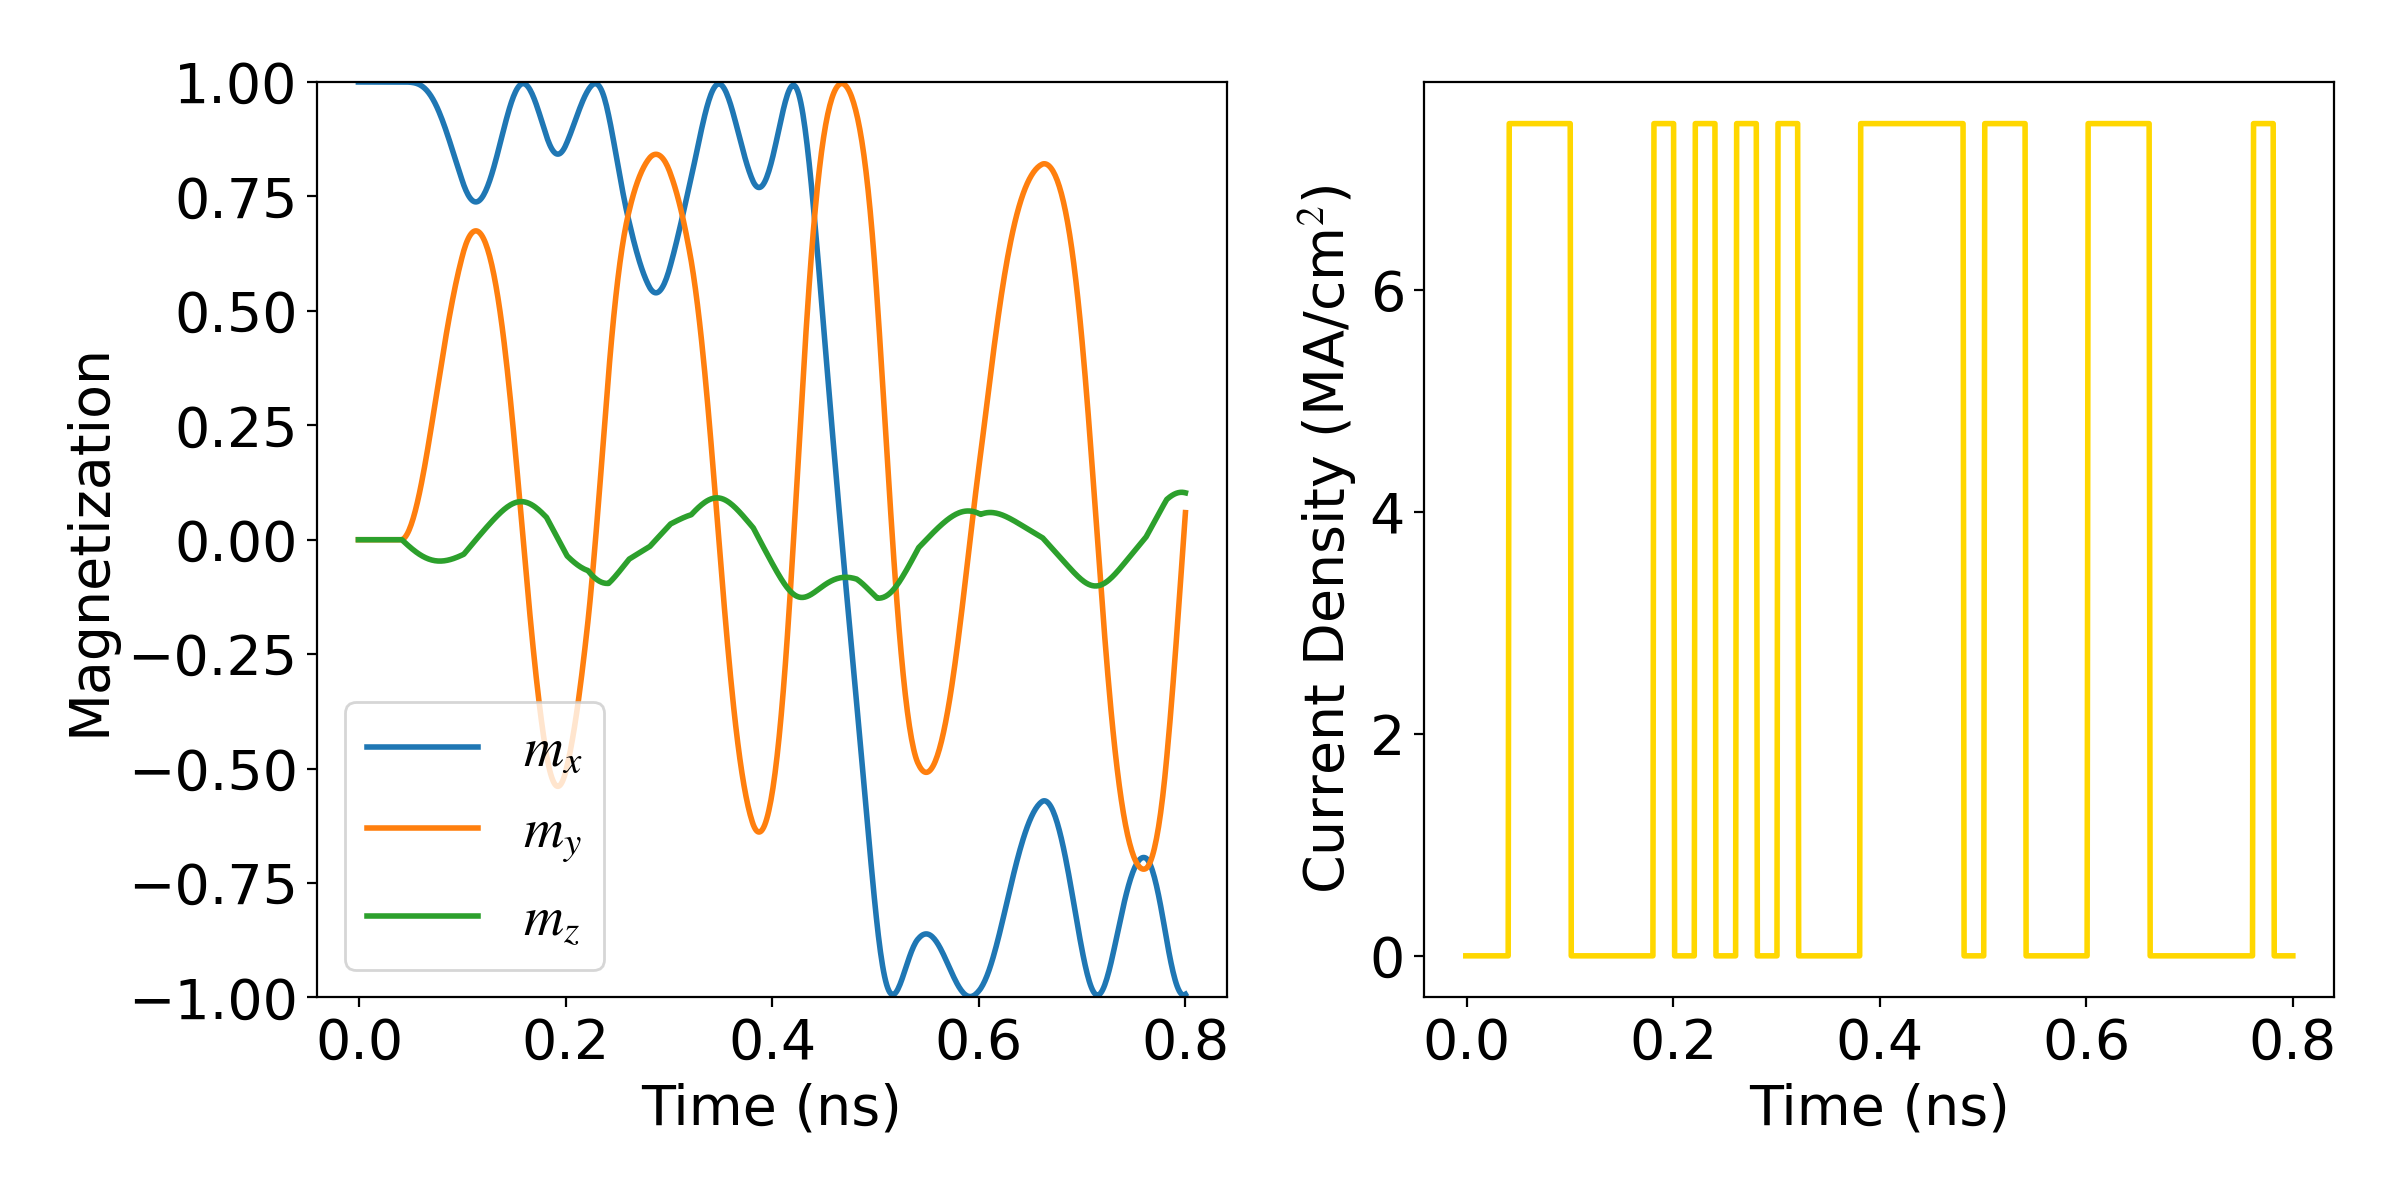 Magnetization
1.00
0.75
0.50
0.25
0.00
−0.25
−0.50
−0.75
−1.00
m_x
m_y
m_z
0.0 0.2 0.4 0.6 0.8
Time (ns)
Current Density (MA/cm²)
6
4
2
0
0.0 0.2 0.4 0.6 0.8
Time (ns)